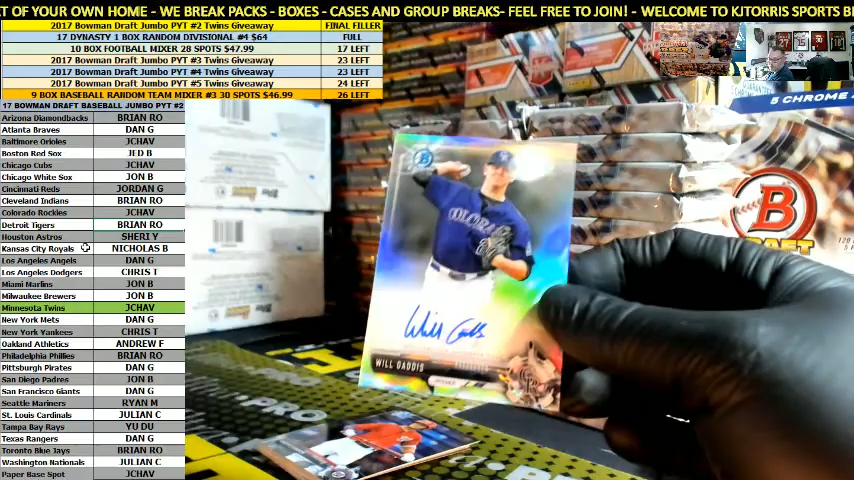 ET OF YOUR OWN HOME - WE BREAK PACKS - BOXES - CASES AND GROUP BREAKS- FEEL FREE TO JOIN! - WELCOME TO KJTORRIS SPORTS
2017 Bowman Draft Jumbo PYT #2 Twins Giveaway FINAL FILLER
17 DYNASTY 1 BOX RANDOM DIVISIONAL #4 $64 FULL
10 BOX FOOTBALL MIXER 28 SPOTS $47.99 17 LEFT
2017 Bowman Draft Jumbo PYT #3 Twins Giveaway 23 LEFT
2017 Bowman Draft Jumbo PYT #4 Twins Giveaway 23 LEFT
2017 Bowman Draft Jumbo PYT #5 Twins Giveaway 24 LEFT
9 BOX BASEBALL RANDOM TEAM MIXER #3 30 SPOTS $46.99 26 LEFT
17 BOWMAN DRAFT BASEBALL JUMBO PYT #2
Arizona Diamondbacks BRIAN RO
Atlanta Braves DAN G
Baltimore Orioles JCHAV
Boston Red Sox JED B
Chicago Cubs JCHAV
Chicago White Sox JON B
Cincinnati Reds JORDAN G
Cleveland Indians BRIAN RO
Colorado Rockies JCHAV
Detroit Tigers BRIAN RO
Houston Astros SHERI Y
Kansas City Royals NICHOLAS B
Los Angeles Angels DAN G
Los Angeles Dodgers CHRIS T
Miami Marlins JON B
Milwaukee Brewers JON B
Minnesota Twins JCHAV
New York Mets DAN G
New York Yankees CHRIS T
Oakland Athletics ANDREW F
Philadelphia Phillies BRIAN RO
Pittsburgh Pirates DAN G
San Diego Padres JON B
San Francisco Giants DAN G
Seattle Mariners RYAN M
St. Louis Cardinals JULIAN C
Tampa Bay Rays YU DU
Texas Rangers DAN G
Toronto Blue Jays BRIAN RO
Washington Nationals JULIAN C
Paper Base Spot JCHAV
5 CHROME
B
DRAFT
COLORADO
WILL GADDIS